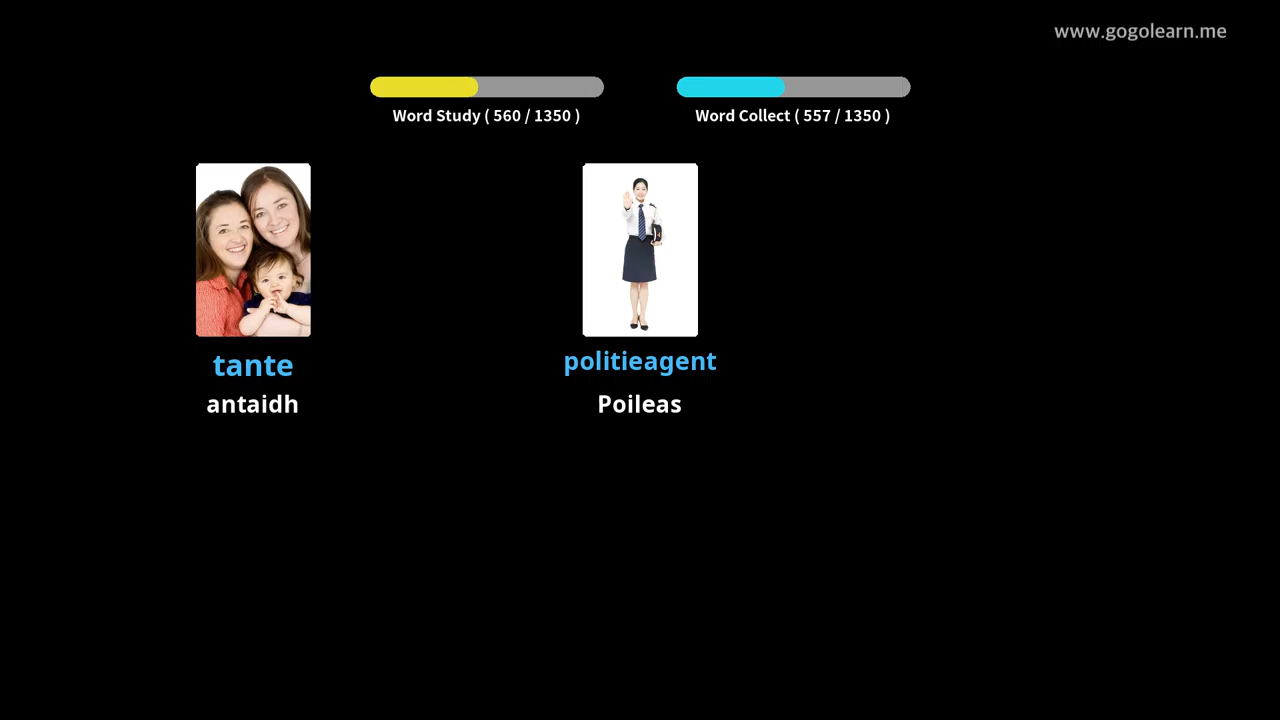 www.gogolearn.me
Word Study ( 560 / 1350 )
Word Collect ( 557 / 1350 )
tante
antaidh
politieagent
Poileas